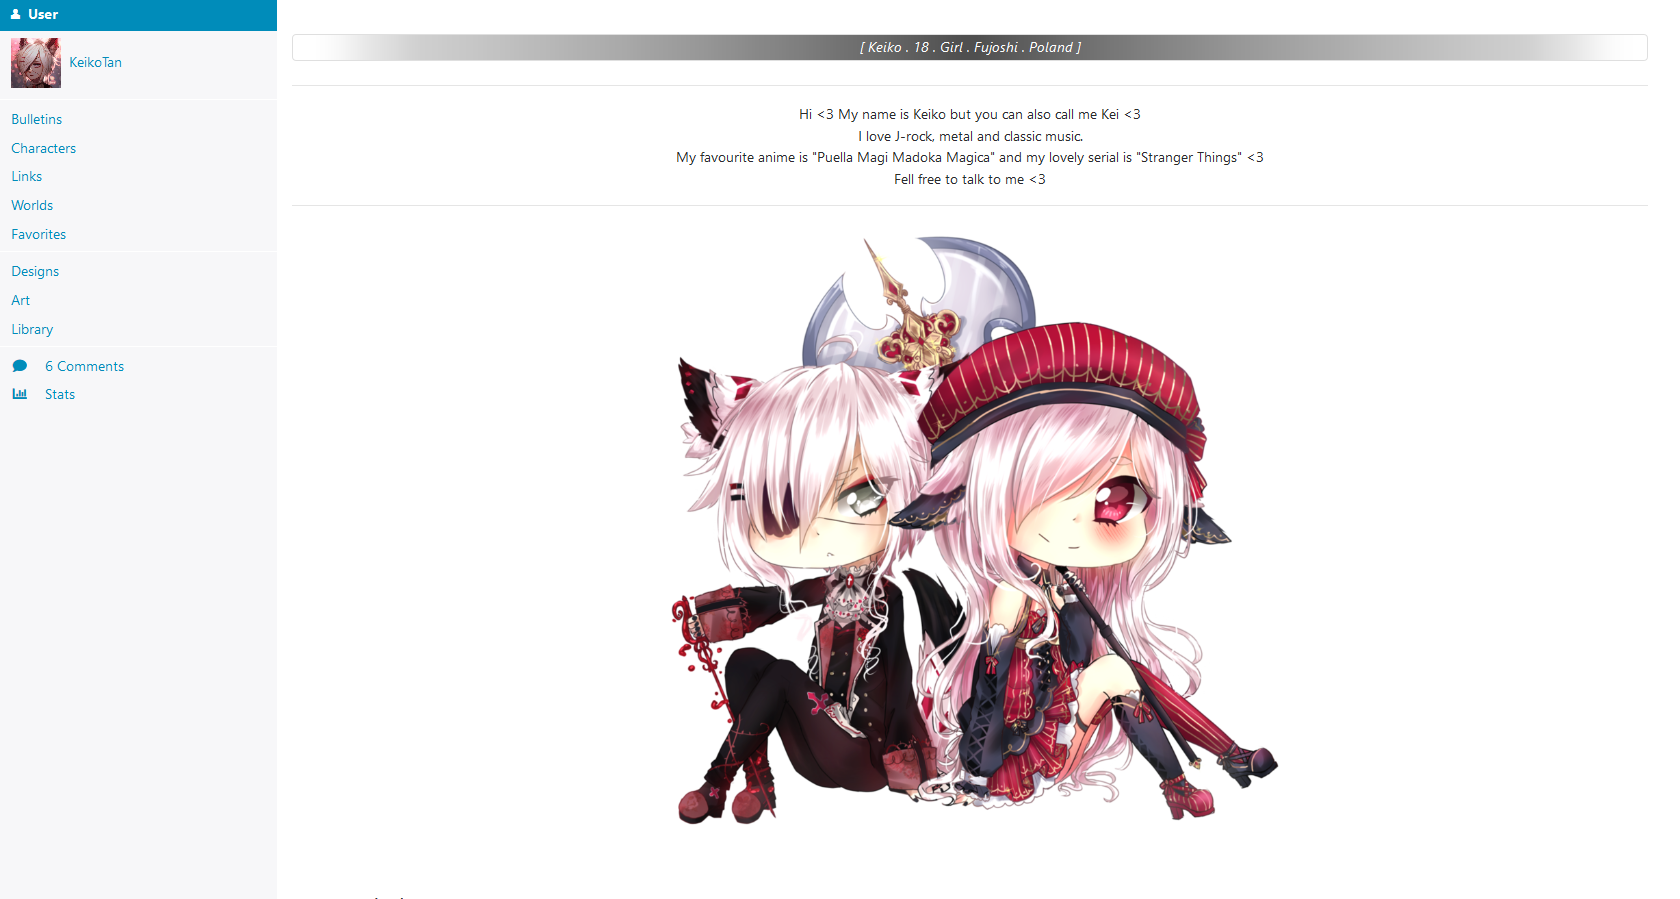 User
KeikoTan
Bulletins
Characters
Links
Worlds
Favorites
Designs
Art
Library
6 Comments
Stats
[ Keiko . 18 . Girl . Fujoshi . Poland ]
Hi <3 My name is Keiko but you can also call me Kei <3
I love J-rock, metal and classic music.
My favourite anime is "Puella Magi Madoka Magica" and my lovely serial is "Stranger Things" <3
Fell free to talk to me <3